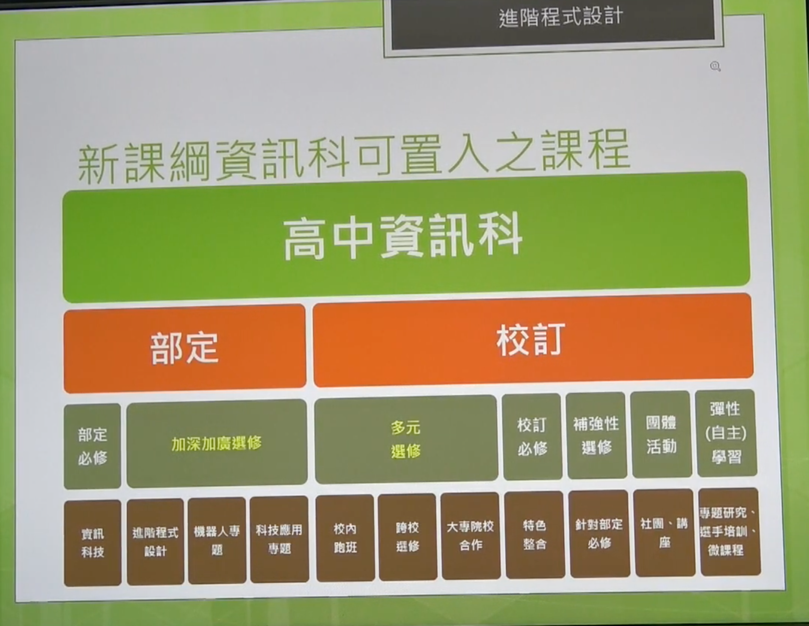 進階程式設計
新課綱資訊科可置入之課程
高中資訊科
部定
校訂
部定
必修
加深加廣選修
多元
選修
校訂
必修
補強性
選修
團體
活動
彈性
(自主)
學習
資訊
科技
進階程式
設計
機器人專
題
科技應用
專題
校內
跑班
跨校
選修
大專院校
合作
特色
整合
針對部定
必修
社團、講
座
專題研究、
選手培訓、
微課程